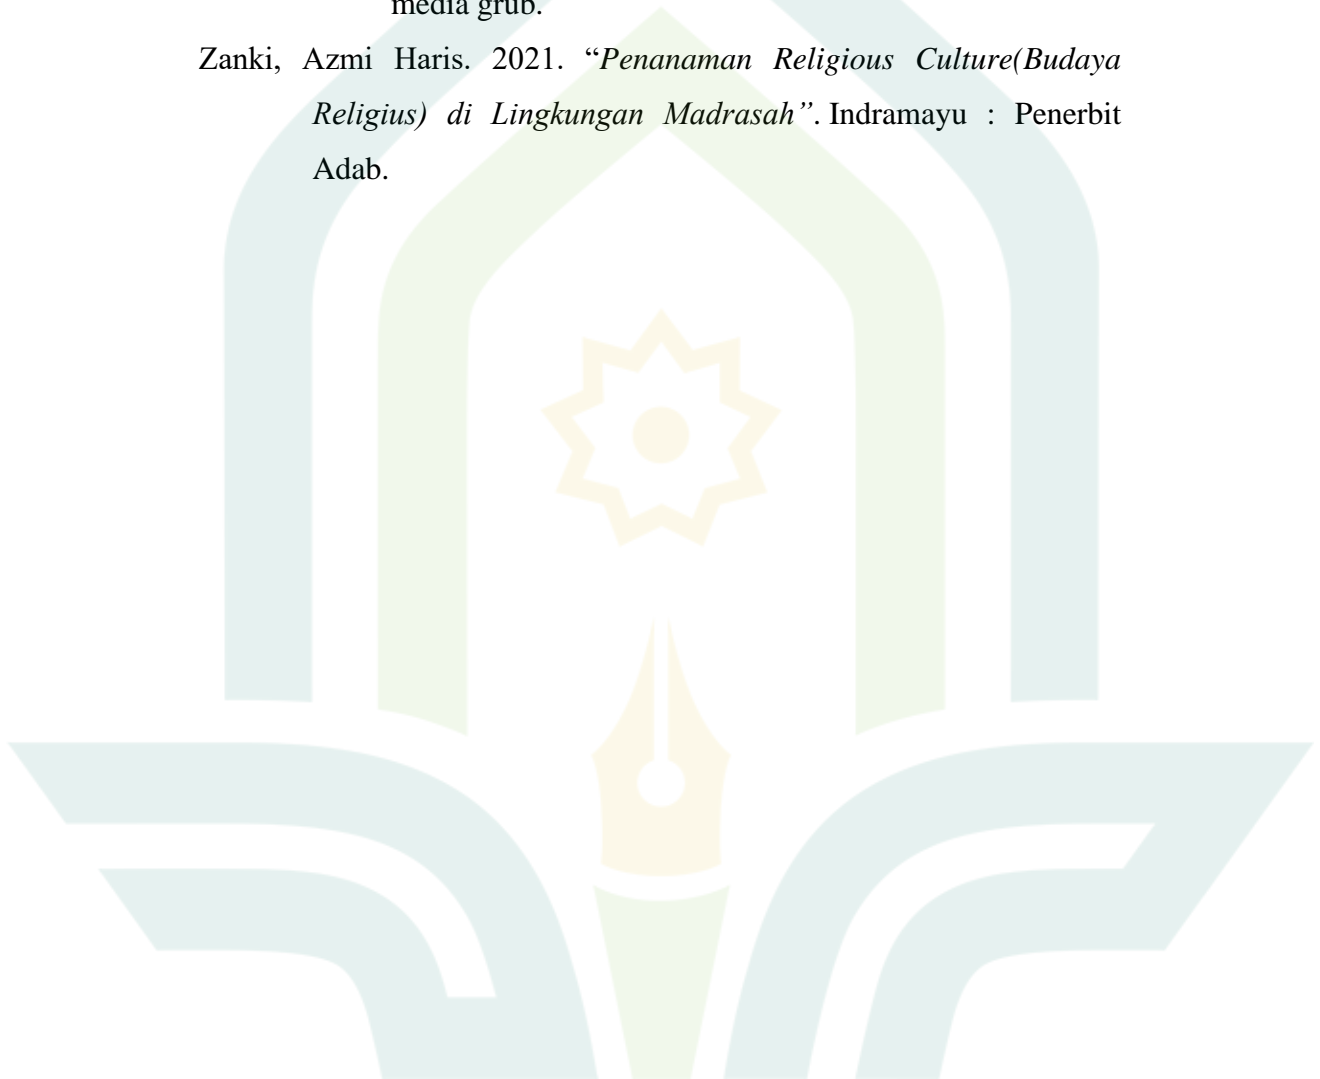 media grub.
Zanki, Azmi Haris. 2021. “Penanaman Religious Culture(Budaya
Religius) di Lingkungan Madrasah”. Indramayu : Penerbit
Adab.